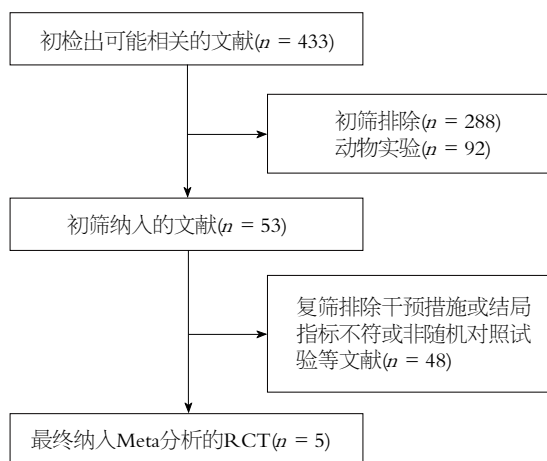 初检出可能相关的文献(n = 433)
初筛排除(n = 288)
动物实验(n = 92)
初筛纳入的文献(n = 53)
复筛排除干预措施或结局
指标不符或非随机对照试
验等文献(n = 48)
最终纳入Meta分析的RCT(n = 5)